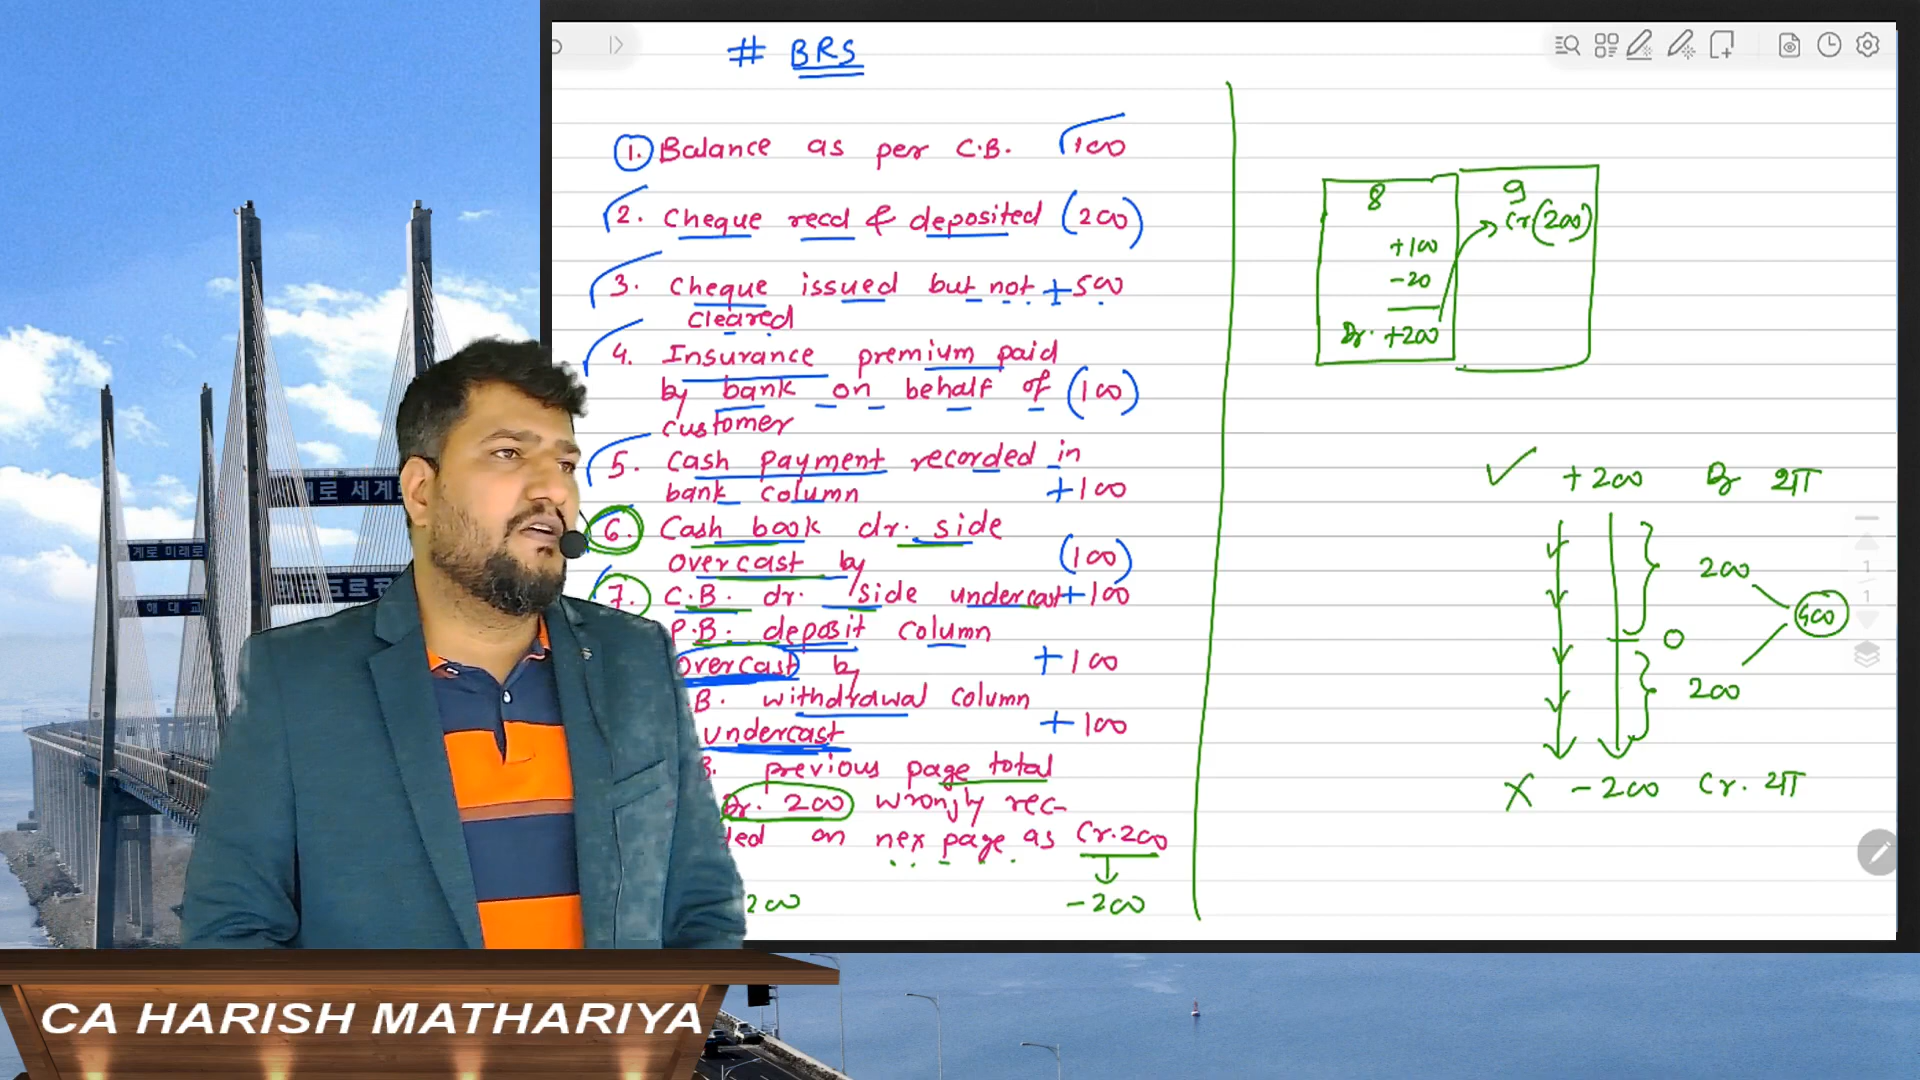 # BRS
1. Balance as per C.B. 100
2. Cheque recd & deposited (200)
3. Cheque issued but not +500
cleared
4. Insurance premium paid
by bank on behalf of (100)
customer
5. Cash payment recorded in
bank column +100
6. Cash book dr. side
overcast by (100)
7. C.B. dr. side undercast +100
P.B. deposit column
overcast by +100
B. withdrawal column
undercast +100
B. previous page total
Dr. 200 wrongly rec-
ded on nex page as Cr.200
200 -200
8 9
Cr (200)
+100
-20
Dr. +200
+200 Dr
200
400
0
200
-200 Cr.
1
1
CA HARISH MATHARIYA